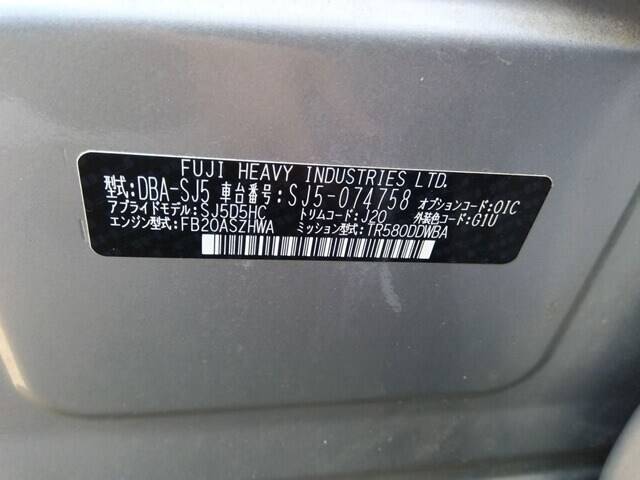 FUJI HEAVY INDUSTRIES LTD.
型式:DBA-SJ5 車台番号:SJ5-074758 オプションコード:OIC
アプライドモデル:SJ5D5HC トリムコード:J20 外装色コード:G1U
エンジン型式:FB20ASZHWA ミッション型式:TR580DDWBA